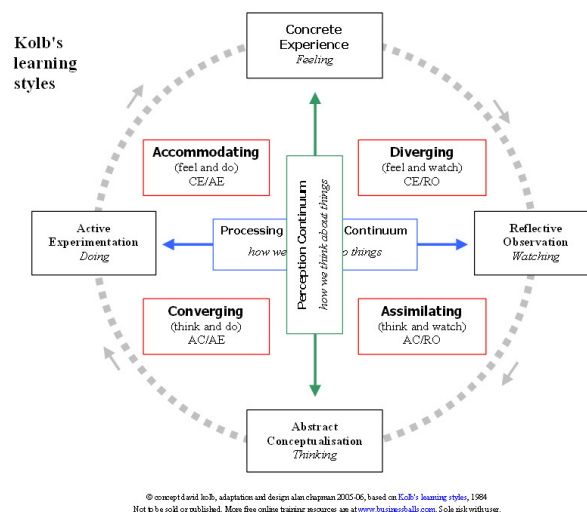 Kolb's
learning
styles
Concrete
Experience
Feeling
Accommodating
(feel and do)
CE/AE
Diverging
(feel and watch)
CE/RO
Active
Experimentation
Doing
Processing Continuum
how we o things
Perception Continuum
how we think about things
Reflective
Observation
Watching
Converging
(think and do)
AC/AE
Assimilating
(think and watch)
AC/RO
Abstract
Conceptualisation
Thinking
© concept david kolb, adaptation and design alan chapman 2005-06, based on Kolb's learning styles, 1984
Not to be sold or published. More free online training resources are at www.businessballs.com. Sole risk with user.